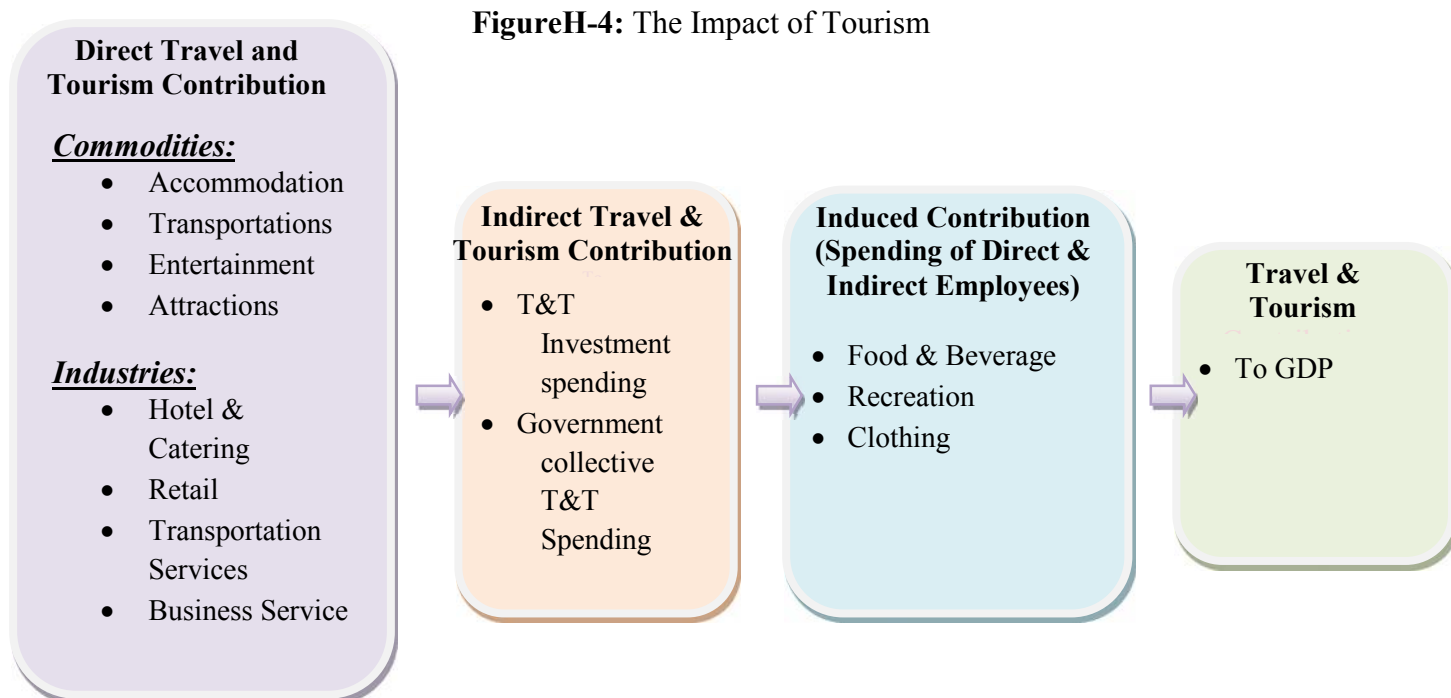 FigureH-4: The Impact of Tourism
Direct Travel and
Tourism Contribution
Commodities:
• Accommodation
• Transportations
• Entertainment
• Attractions
Industries:
• Hotel &
Catering
• Retail
• Transportation
Services
• Business Service
Indirect Travel &
Tourism Contribution
• T&T
Investment
spending
• Government
collective
T&T
Spending
Induced Contribution
(Spending of Direct &
Indirect Employees)
• Food & Beverage
• Recreation
• Clothing
Travel &
Tourism
• To GDP